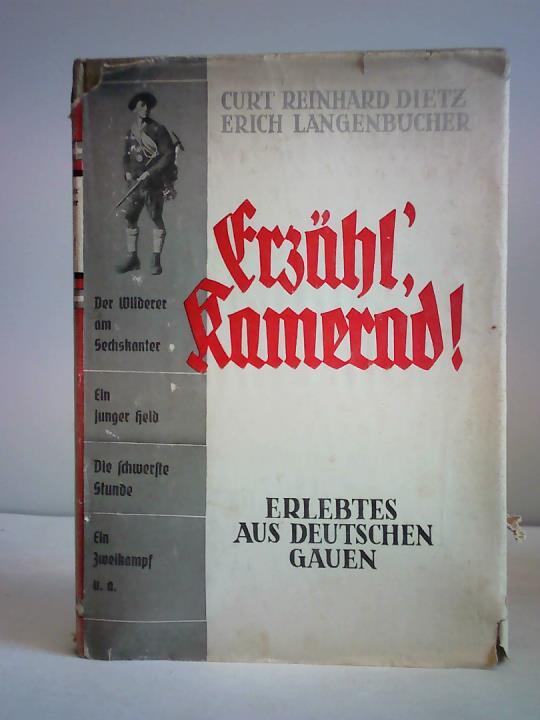 CURT REINHARD DIETZ
ERICH LANGENBUCHER
Erzähl',
Kamerad!
Der Wilderer
am
Sechskanter
Ein
junger Held
Die schwerste
Stunde
Ein
Zweikampf
u. a.
ERLEBTES
AUS DEUTSCHEN
GAUEN